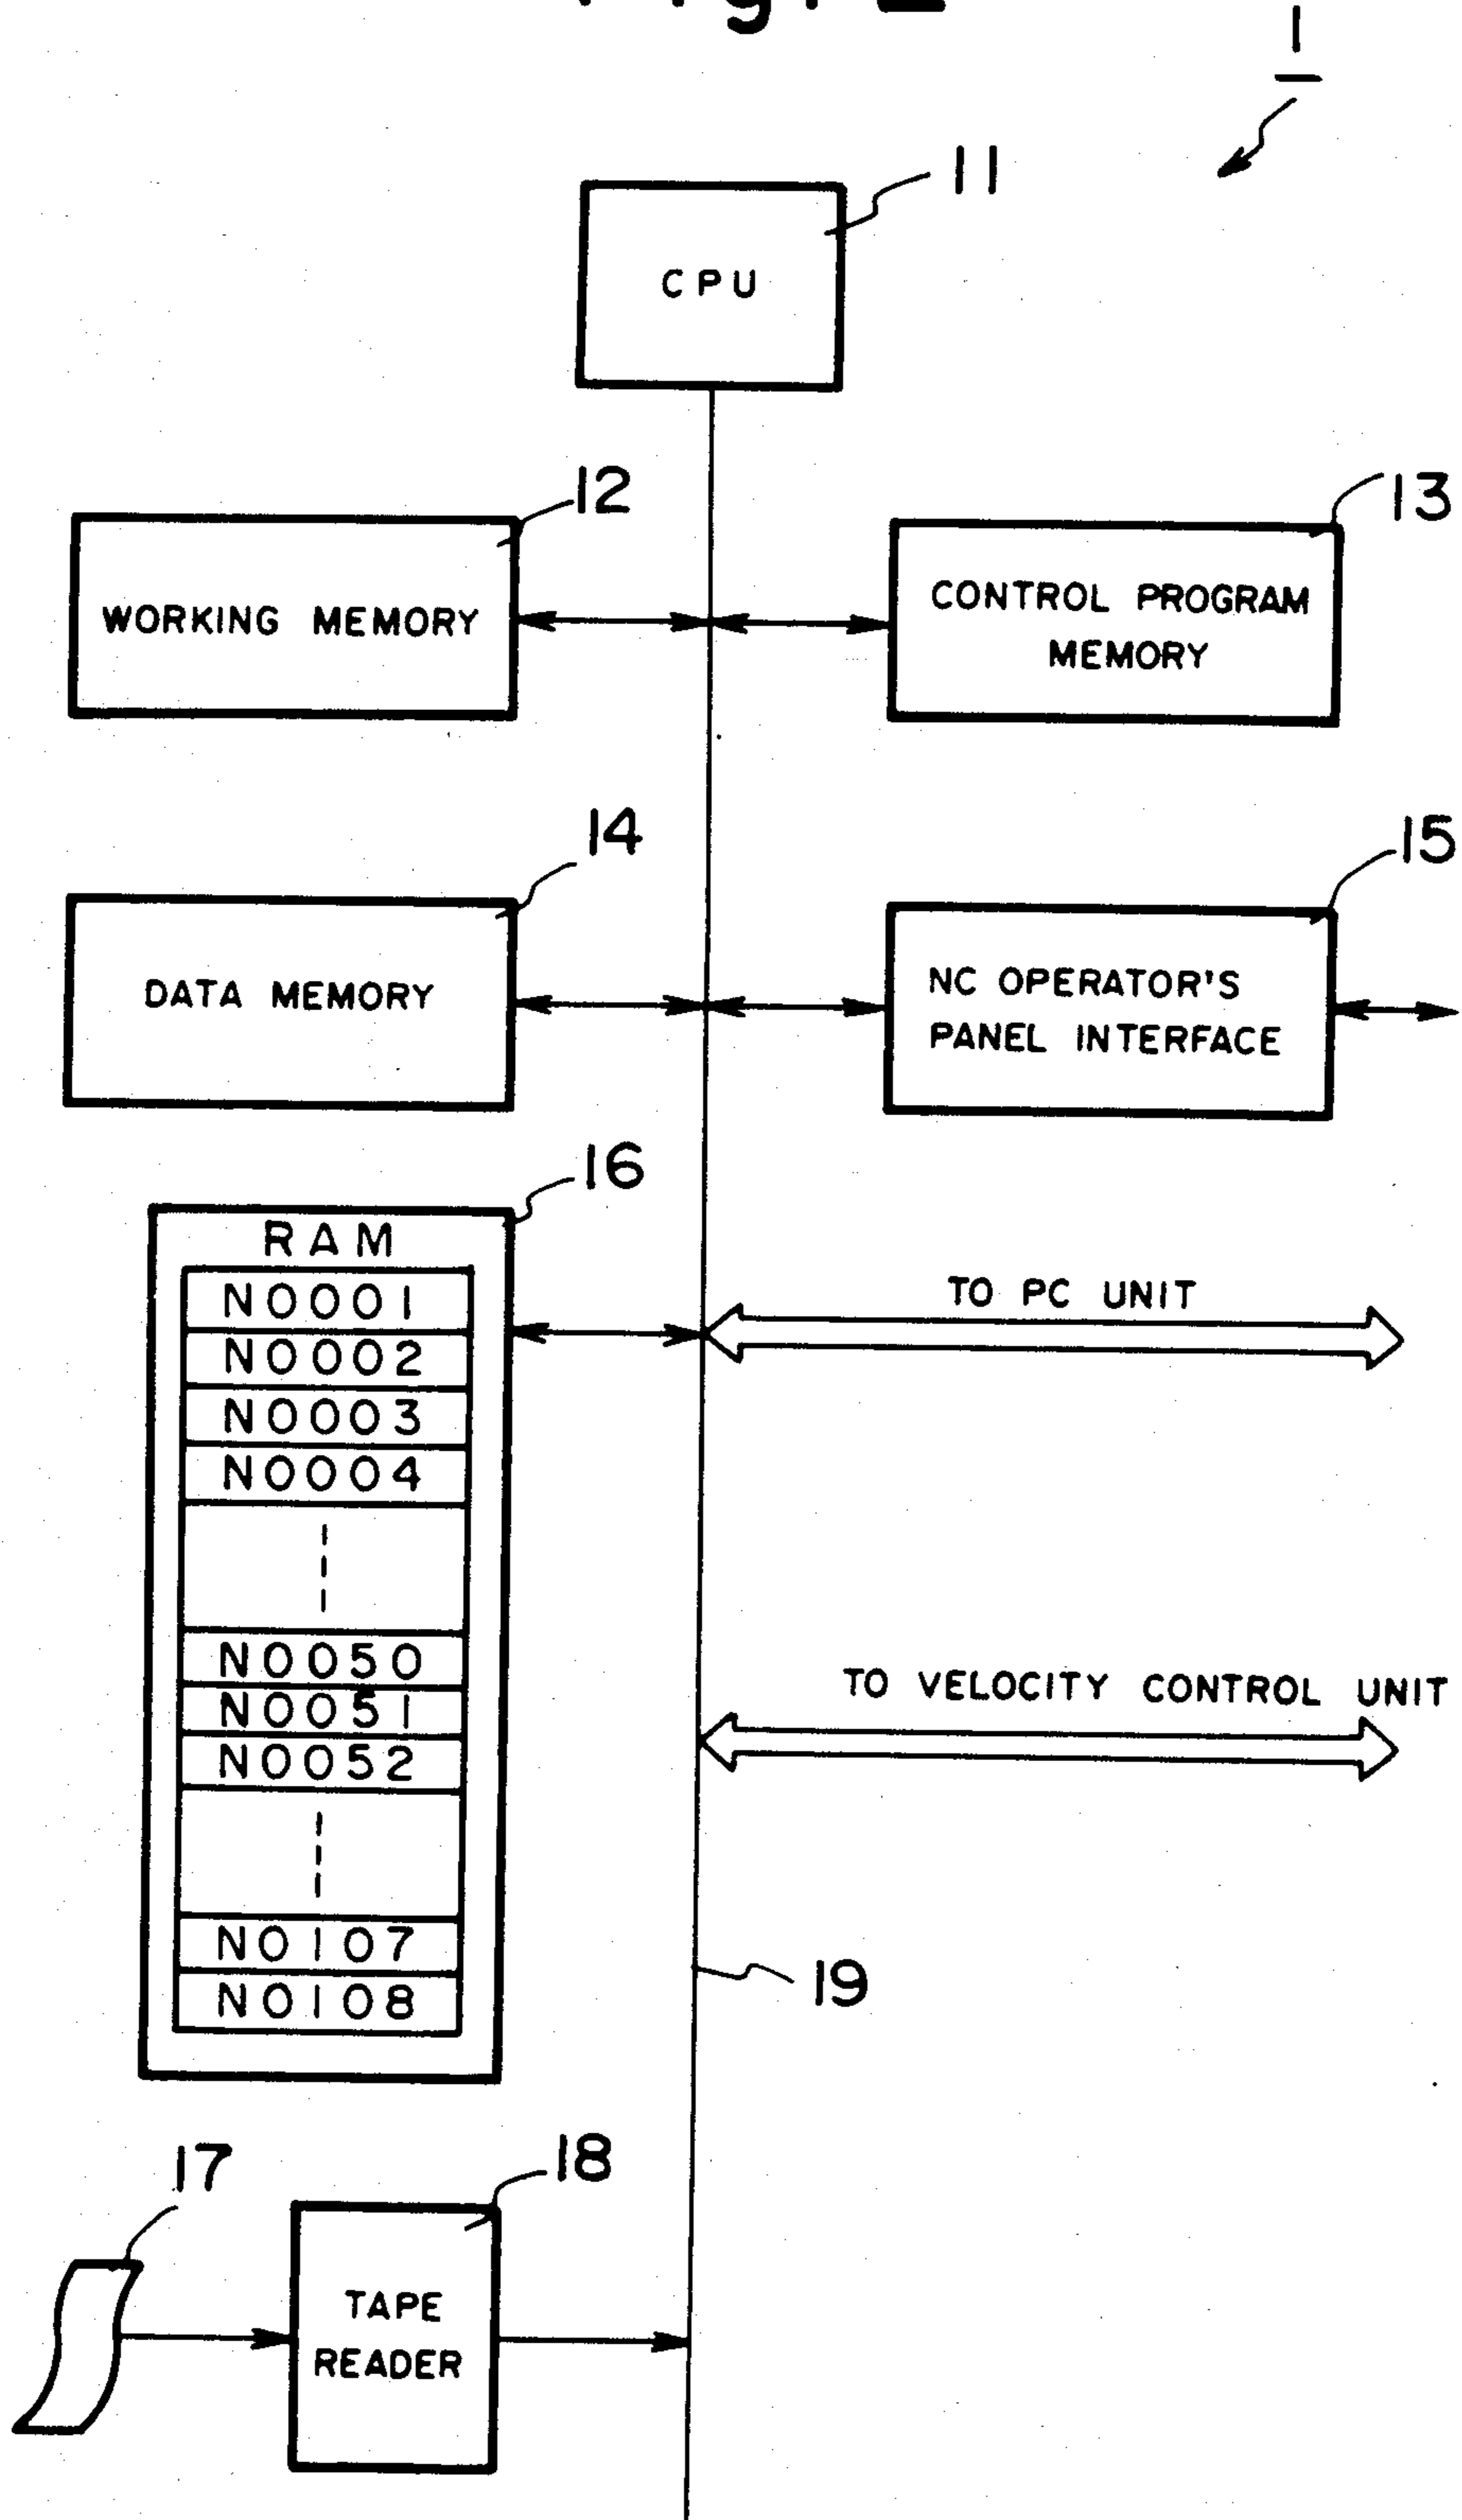 Fig. 2
1
11
CPU
12
13
WORKING MEMORY
CONTROL PROGRAM
MEMORY
14
15
DATA MEMORY
NC OPERATOR'S
PANEL INTERFACE
16
RAM
N0001
TO PC UNIT
N0002
N0003
N0004
N0050
N0051
TO VELOCITY CONTROL UNIT
N0052
N0107
19
N0108
17
18
TAPE
READER